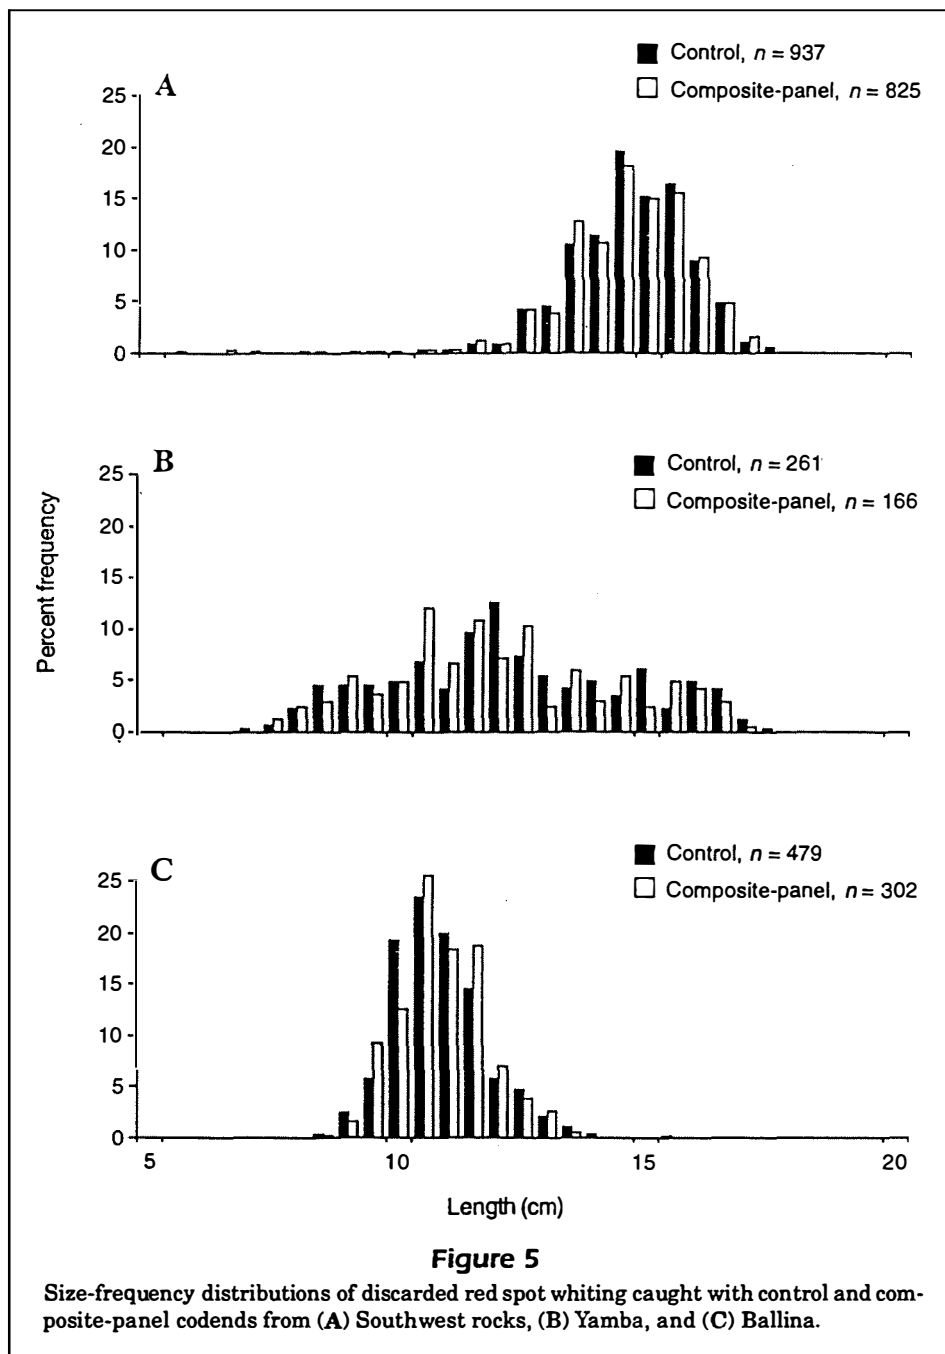 A
Control, n = 937
Composite-panel, n = 825
25
20
15
10
5
0
B
Control, n = 261
Composite-panel, n = 166
25
20
15
10
5
0
Percent frequency
C
Control, n = 479
Composite-panel, n = 302
25
20
15
10
5
0
5 10 15 20
Length (cm)
Figure 5
Size-frequency distributions of discarded red spot whiting caught with control and com-
posite-panel codends from (A) Southwest rocks, (B) Yamba, and (C) Ballina.